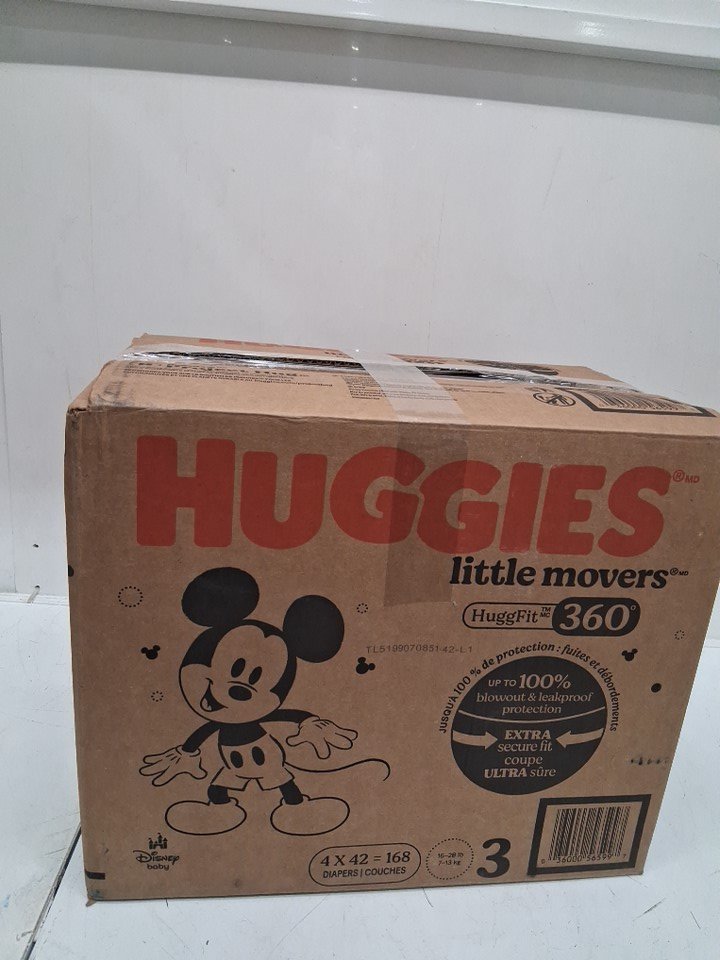 HUGGIES®MD
little movers®MD
HuggFit™MC 360°
TL5199070851 42-L1
JUSQU'À 100 % de protection : fuites et débordements
UP TO 100%
blowout & leakproof
protection
EXTRA
secure fit
coupe
ULTRA sûre
Disney
baby
4 X 42 = 168
DIAPERS | COUCHES
16-28 lb
7-13 kg
3